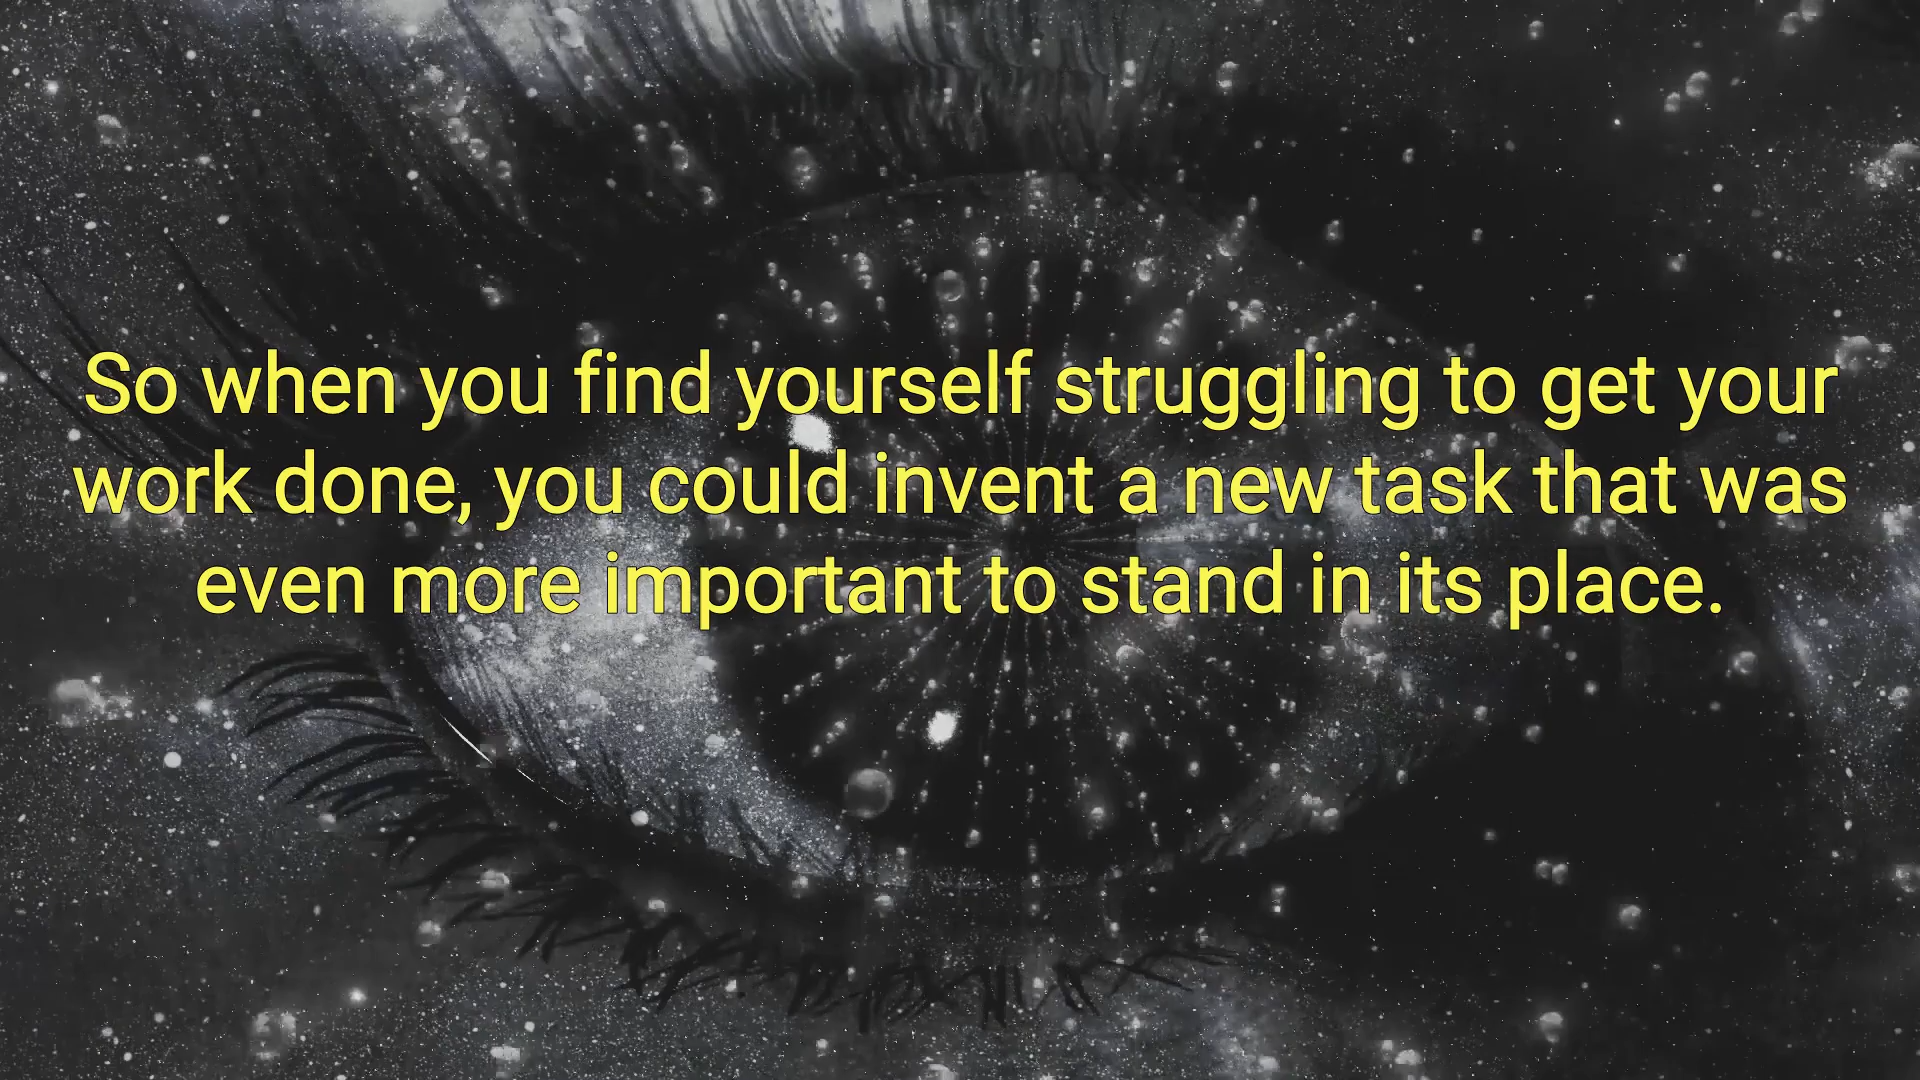 So when you find yourself struggling to get your
work done, you could invent a new task that was
even more important to stand in its place.